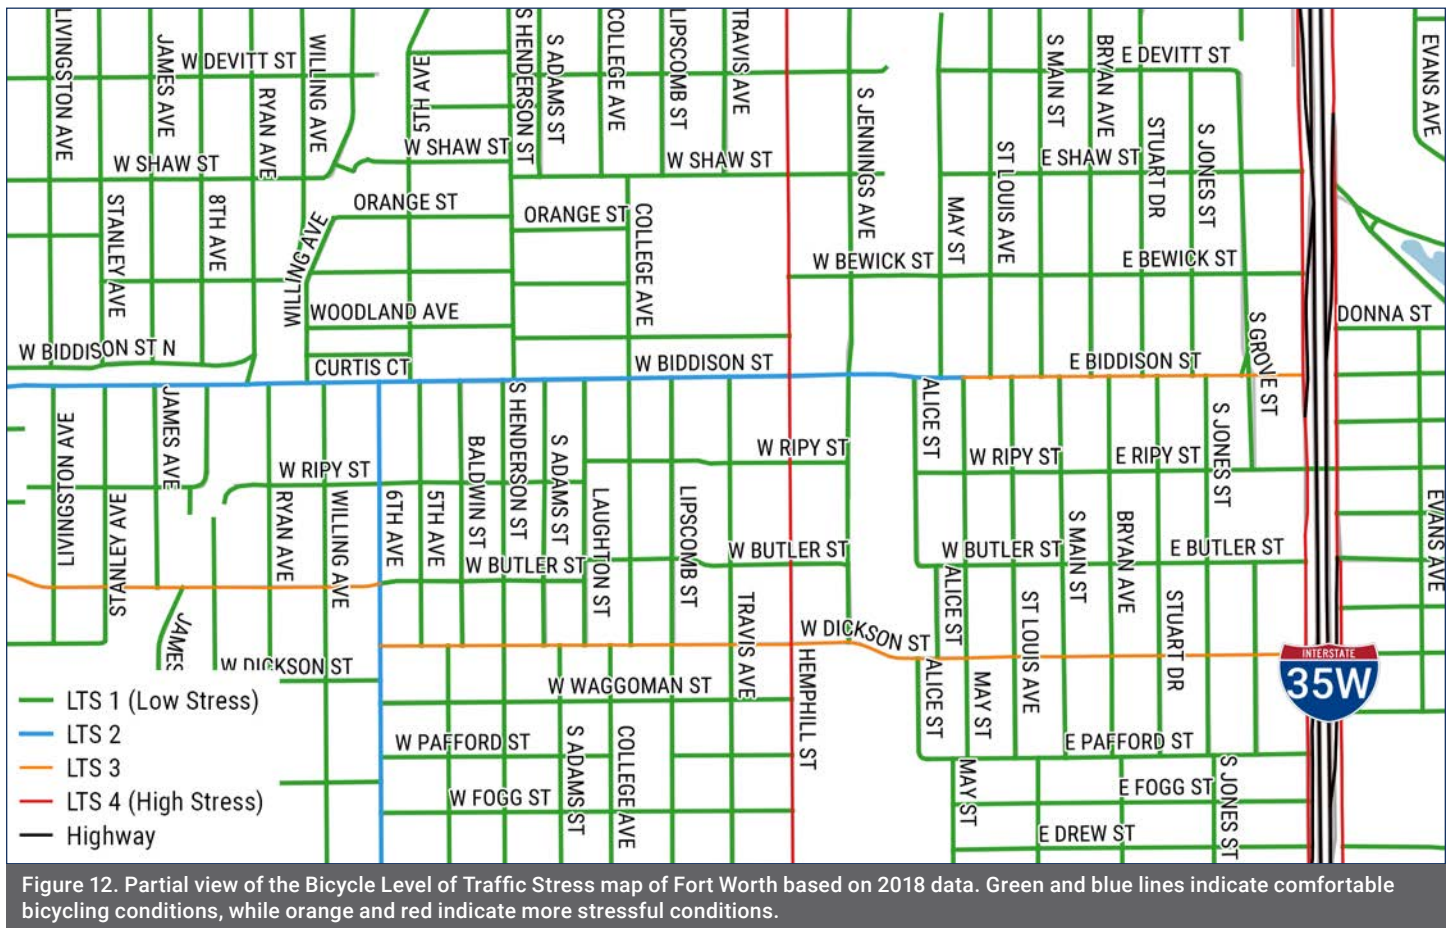 LIVINGSTON AVE
JAMES AVE
W DEVITT ST
RYAN AVE
WILLING AVE
5TH AVE
S HENDERSON ST
S ADAMS ST
COLLEGE AVE
LIPSCOMB ST
TRAVIS AVE
S JENNINGS AVE
S MAIN ST
BRYAN AVE
E DEVITT ST
EVANS AVE
W SHAW ST
W SHAW ST
W SHAW ST
ST LOUIS AVE
E SHAW ST
STUART DR
S JONES ST
STANLEY AVE
8TH AVE
WILLING AVE
ORANGE ST
ORANGE ST
COLLEGE AVE
MAY ST
W BEWICK ST
E BEWICK ST
WOODLAND AVE
S GROVE ST
DONNA ST
W BIDDISON ST N
CURTIS CT
W BIDDISON ST
E BIDDISON ST
LIVINGSTON AVE
JAMES AVE
S HENDERSON ST
ALICE ST
S JONES ST
BALDWIN ST
S ADAMS ST
W RIPY ST
W RIPY ST
W RIPY ST
E RIPY ST
STANLEY AVE
RYAN AVE
WILLING AVE
6TH AVE
5TH AVE
LAUGHTON ST
LIPSCOMB ST
S MAIN ST
BRYAN AVE
EVANS AVE
W BUTLER ST
W BUTLER ST
W BUTLER ST
E BUTLER ST
JAMES
TRAVIS AVE
ALICE ST
ST LOUIS AVE
STUART DR
W DICKSON ST
W DICKSON ST
HEMPHILL ST
ALICE ST
MAY ST
INTERSTATE
35W
W WAGGOMAN ST
W PAFFORD ST
S ADAMS ST
COLLEGE AVE
E PAFFORD ST
MAY ST
S JONES ST
W FOGG ST
E FOGG ST
E DREW ST
LTS 1 (Low Stress)
LTS 2
LTS 3
LTS 4 (High Stress)
Highway
Figure 12. Partial view of the Bicycle Level of Traffic Stress map of Fort Worth based on 2018 data. Green and blue lines indicate comfortable
bicycling conditions, while orange and red indicate more stressful conditions.